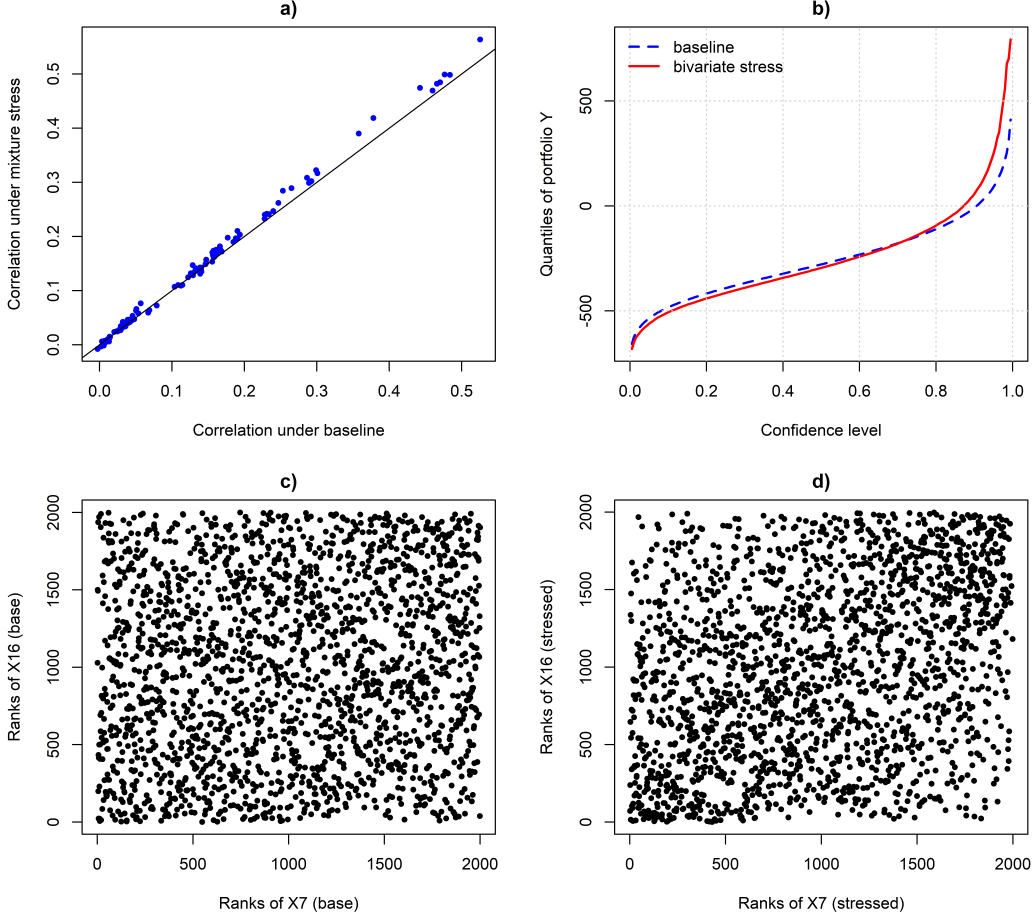 a)
Correlation under mixture stress
0.0 0.1 0.2 0.3 0.4 0.5
0.0 0.1 0.2 0.3 0.4 0.5
Correlation under baseline
b)
baseline
bivariate stress
Quantiles of portfolio Y
-500 0 500
0.0 0.2 0.4 0.6 0.8 1.0
Confidence level
c)
Ranks of X16 (base)
0 500 1000 1500 2000
0 500 1000 1500 2000
Ranks of X7 (base)
d)
Ranks of X16 (stressed)
0 500 1000 1500 2000
0 500 1000 1500 2000
Ranks of X7 (stressed)